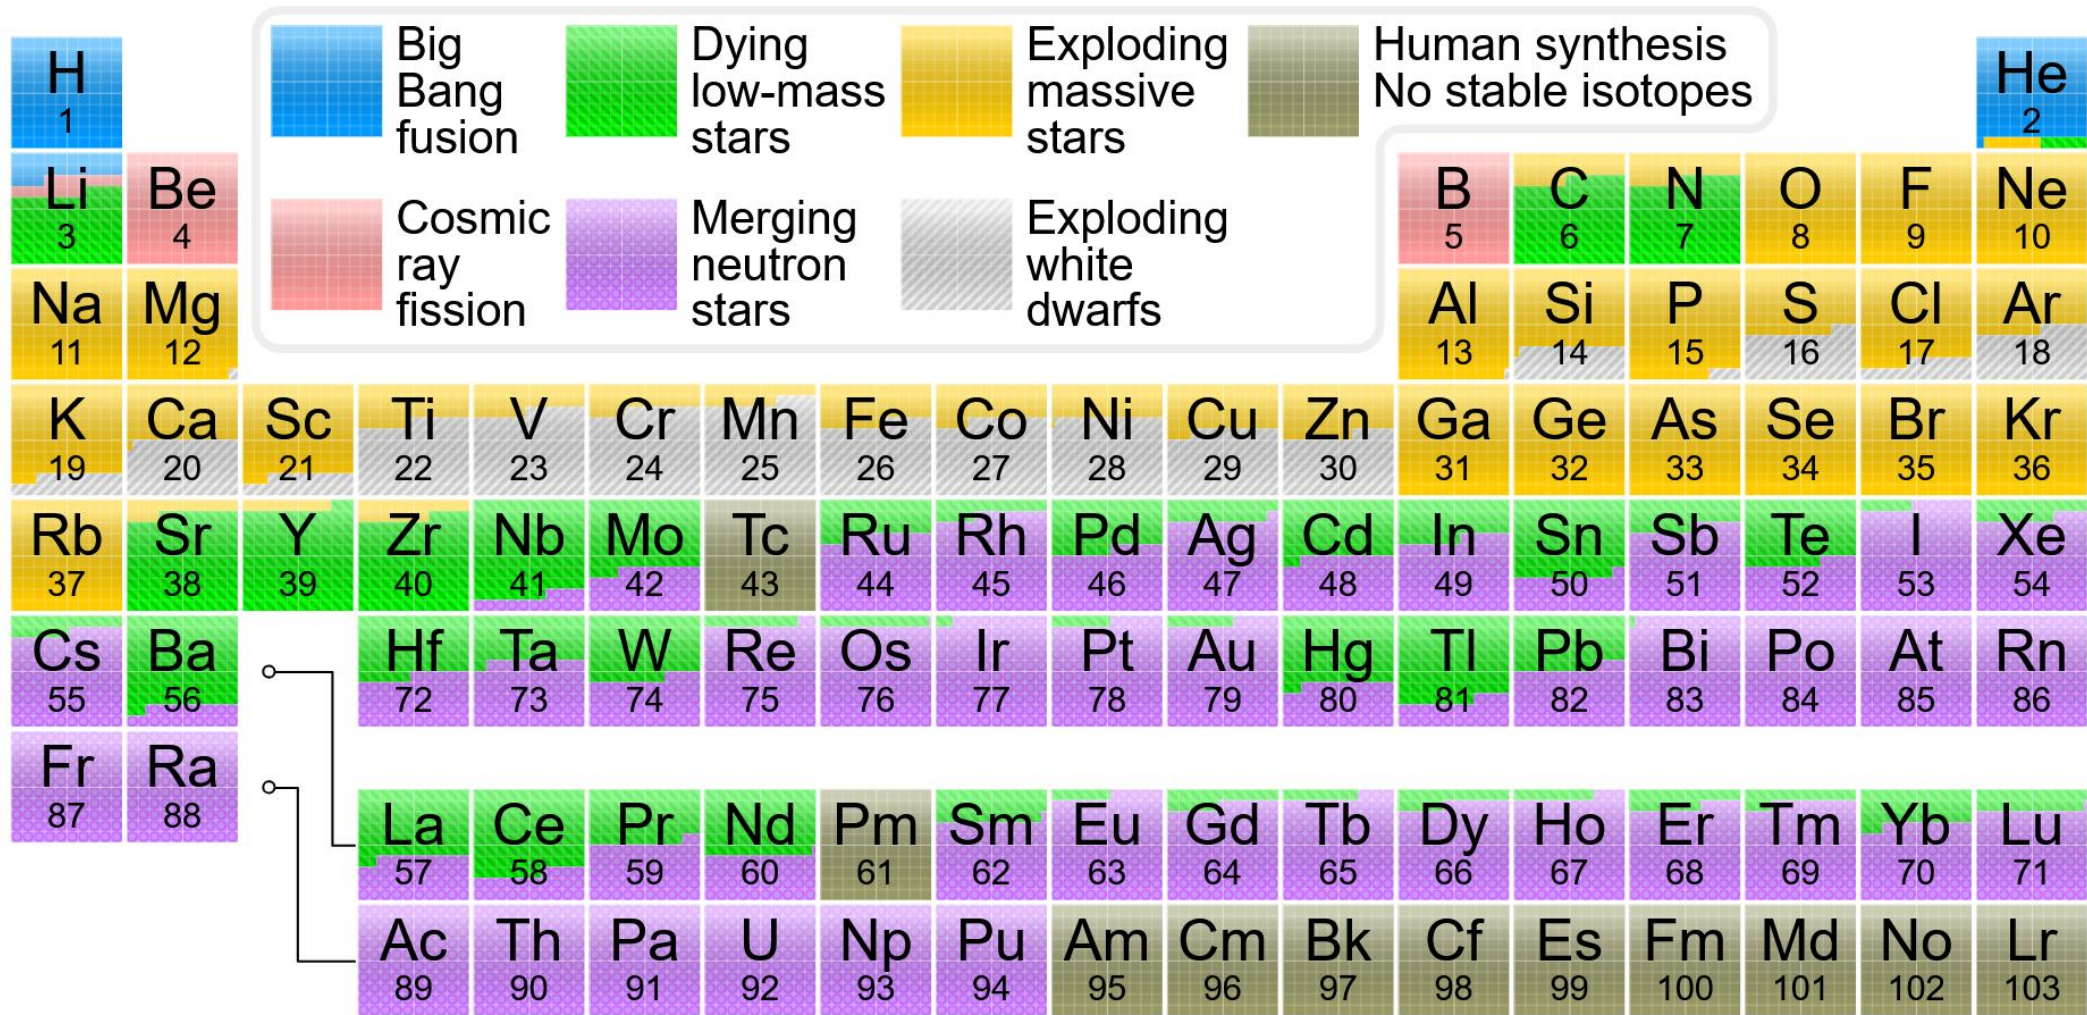 H
1
Big
Bang
fusion
Dying
low-mass
stars
Exploding
massive
stars
Human synthesis
No stable isotopes
He
2
Li
3
Be
4
Cosmic
ray
fission
Merging
neutron
stars
Exploding
white
dwarfs
B
5
C
6
N
7
O
8
F
9
Ne
10
Na
11
Mg
12
Al
13
Si
14
P
15
S
16
Cl
17
Ar
18
K
19
Ca
20
Sc
21
Ti
22
V
23
Cr
24
Mn
25
Fe
26
Co
27
Ni
28
Cu
29
Zn
30
Ga
31
Ge
32
As
33
Se
34
Br
35
Kr
36
Rb
37
Sr
38
Y
39
Zr
40
Nb
41
Mo
42
Tc
43
Ru
44
Rh
45
Pd
46
Ag
47
Cd
48
In
49
Sn
50
Sb
51
Te
52
I
53
Xe
54
Cs
55
Ba
56
Hf
72
Ta
73
W
74
Re
75
Os
76
Ir
77
Pt
78
Au
79
Hg
80
Tl
81
Pb
82
Bi
83
Po
84
At
85
Rn
86
Fr
87
Ra
88
La
57
Ce
58
Pr
59
Nd
60
Pm
61
Sm
62
Eu
63
Gd
64
Tb
65
Dy
66
Ho
67
Er
68
Tm
69
Yb
70
Lu
71
Ac
89
Th
90
Pa
91
U
92
Np
93
Pu
94
Am
95
Cm
96
Bk
97
Cf
98
Es
99
Fm
100
Md
101
No
102
Lr
103